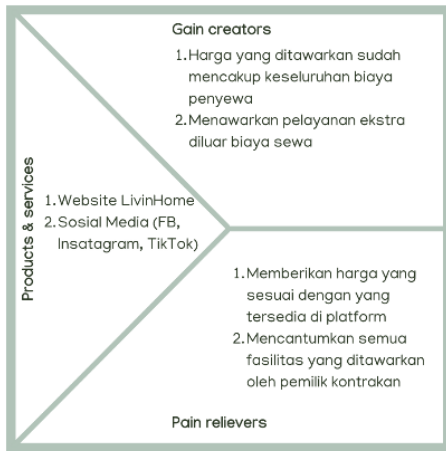 Gain creators
1. Harga yang ditawarkan sudah
mencakup keseluruhan biaya
penyewa
2. Menawarkan pelayanan ekstra
diluar biaya sewa
Products & services
1. Website LivinHome
2. Sosial Media (FB,
Insatagram, TikTok)
1. Memberikan harga yang
sesuai dengan yang
tersedia di platform
2. Mencantumkan semua
fasilitas yang ditawarkan
oleh pemilik kontrakan
Pain relievers